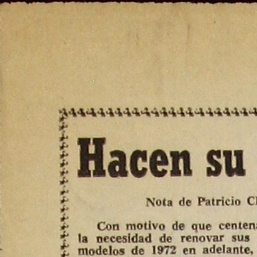 Hacen su
Nota de Patricio
Con motivo de que
la necesidad de renovar sus
modelos de 1972 en adelante,